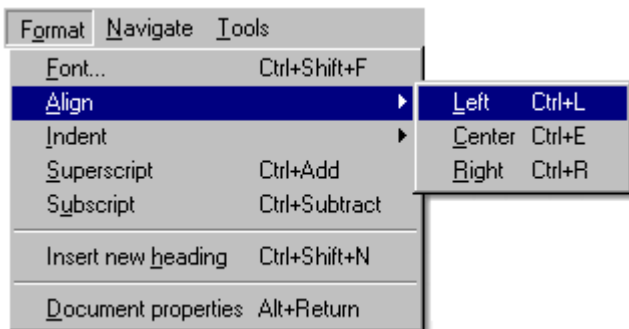 Format Navigate Tools
Font... Ctrl+Shift+F
Align Left Ctrl+L
Indent Center Ctrl+E
Superscript Ctrl+Add Right Ctrl+R
Subscript Ctrl+Subtract
Insert new heading Ctrl+Shift+N
Document properties Alt+Return